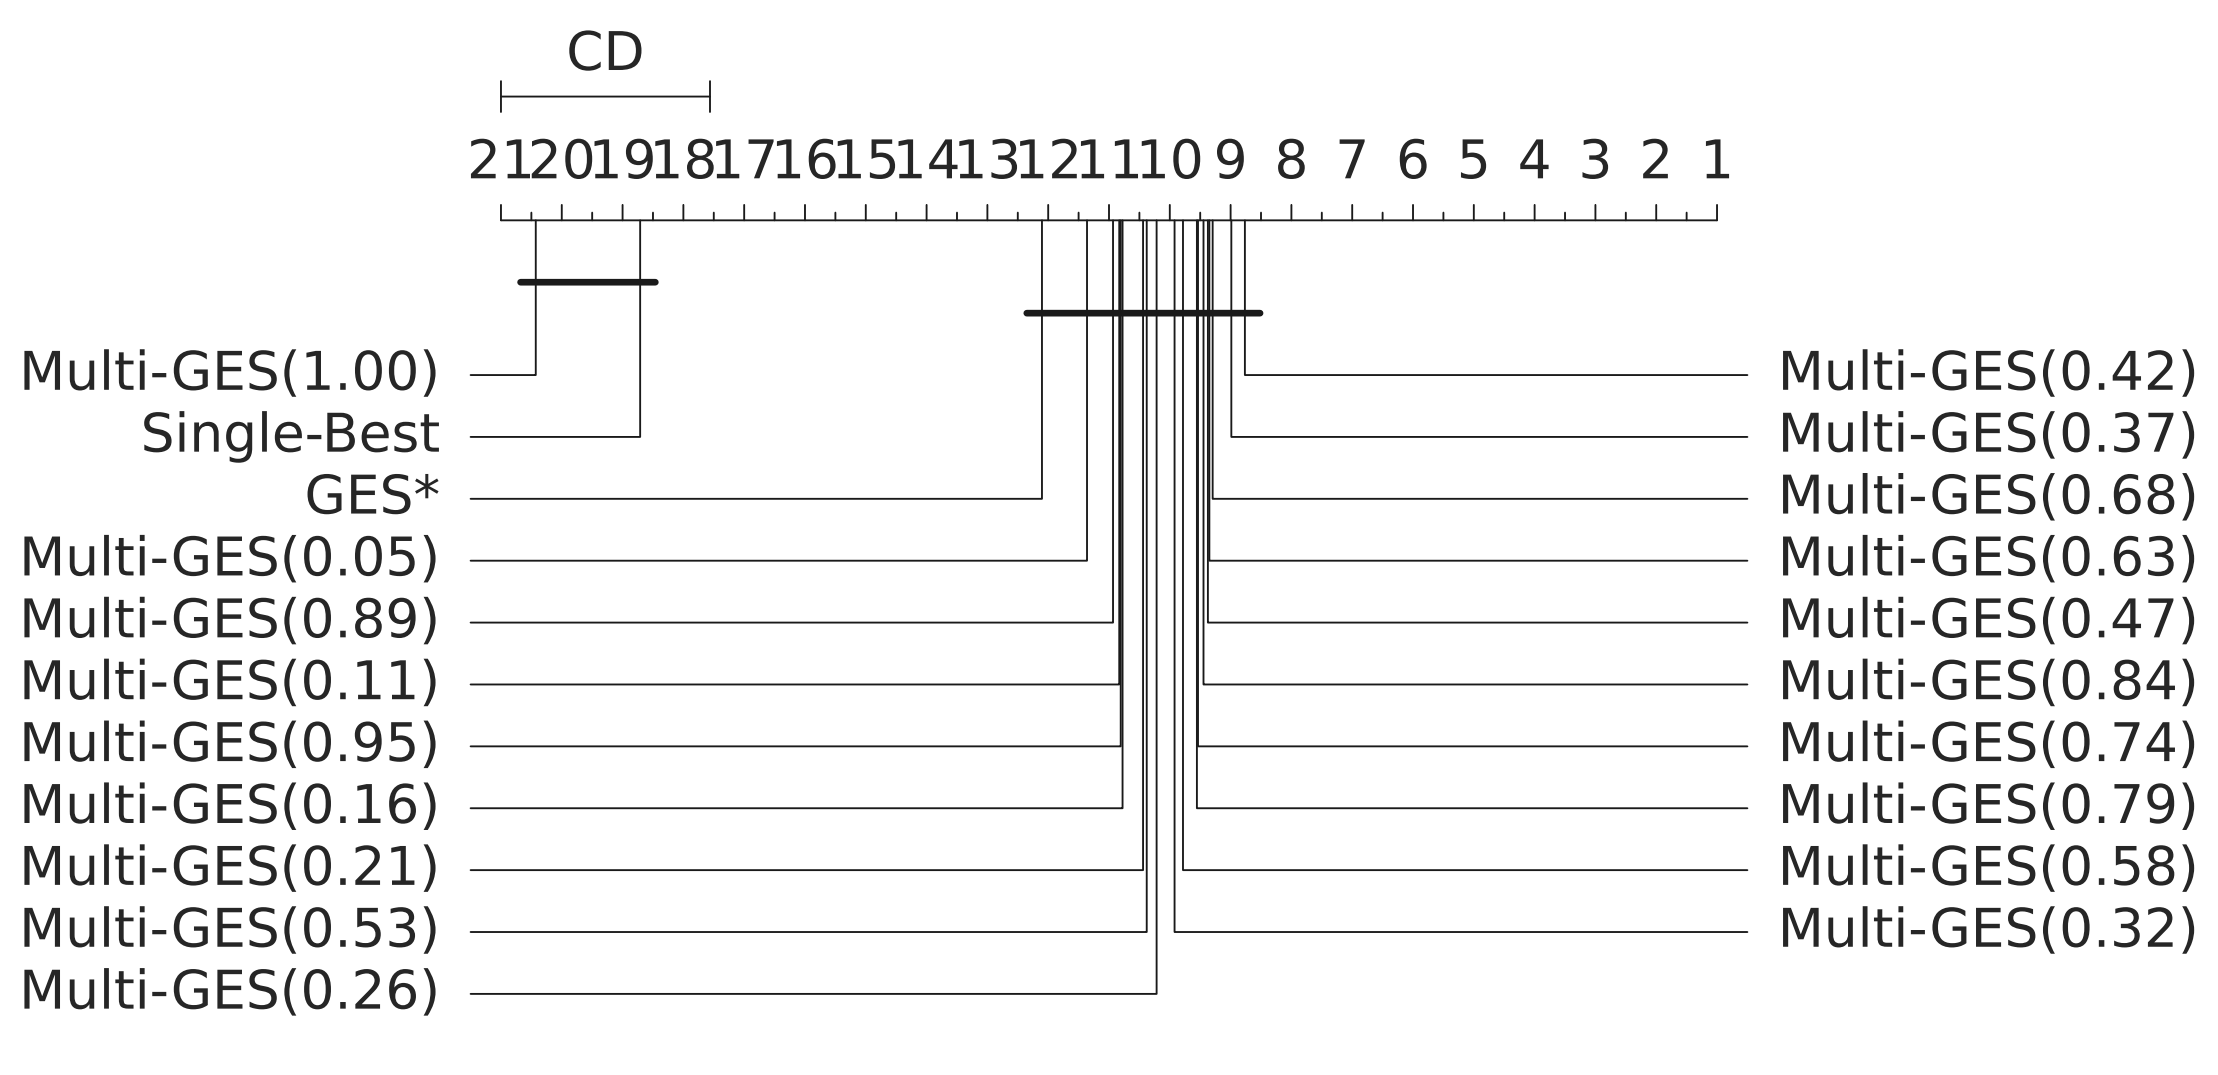 CD
21 20 19 18 17 16 15 14 13 12 11 10 9 8 7 6 5 4 3 2 1
Multi-GES(1.00)
Single-Best
GES*
Multi-GES(0.05)
Multi-GES(0.89)
Multi-GES(0.11)
Multi-GES(0.95)
Multi-GES(0.16)
Multi-GES(0.21)
Multi-GES(0.53)
Multi-GES(0.26)
Multi-GES(0.42)
Multi-GES(0.37)
Multi-GES(0.68)
Multi-GES(0.63)
Multi-GES(0.47)
Multi-GES(0.84)
Multi-GES(0.74)
Multi-GES(0.79)
Multi-GES(0.58)
Multi-GES(0.32)